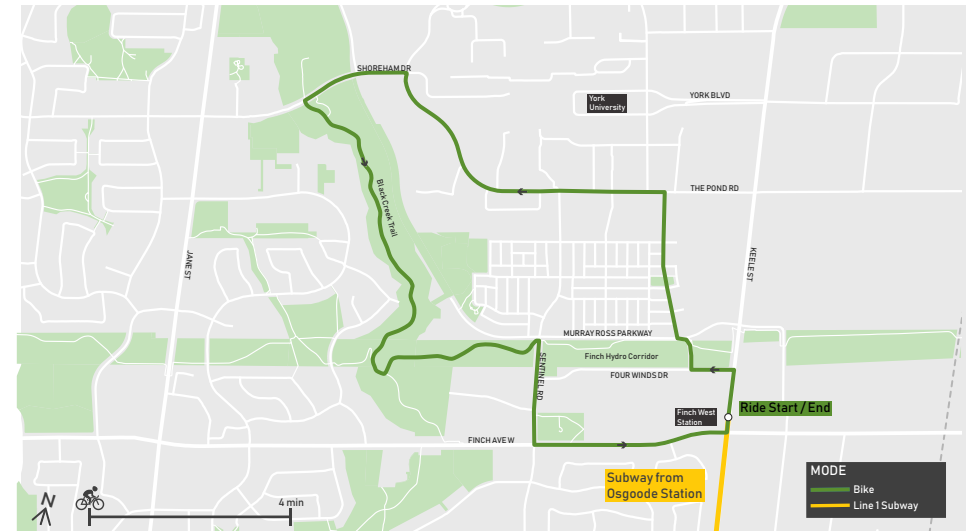 SHOREHAM DR
York
University
YORK BLVD
Black Creek Trail
THE POND RD
JANE ST
KEELE ST
MURRAY ROSS PARKWAY
Finch Hydro Corridor
SENTINEL RD
FOUR WINDS DR
Ride Start / End
Finch West
Station
FINCH AVE W
Subway from
Osgoode Station
MODE
Bike
Line 1 Subway
N
4 min